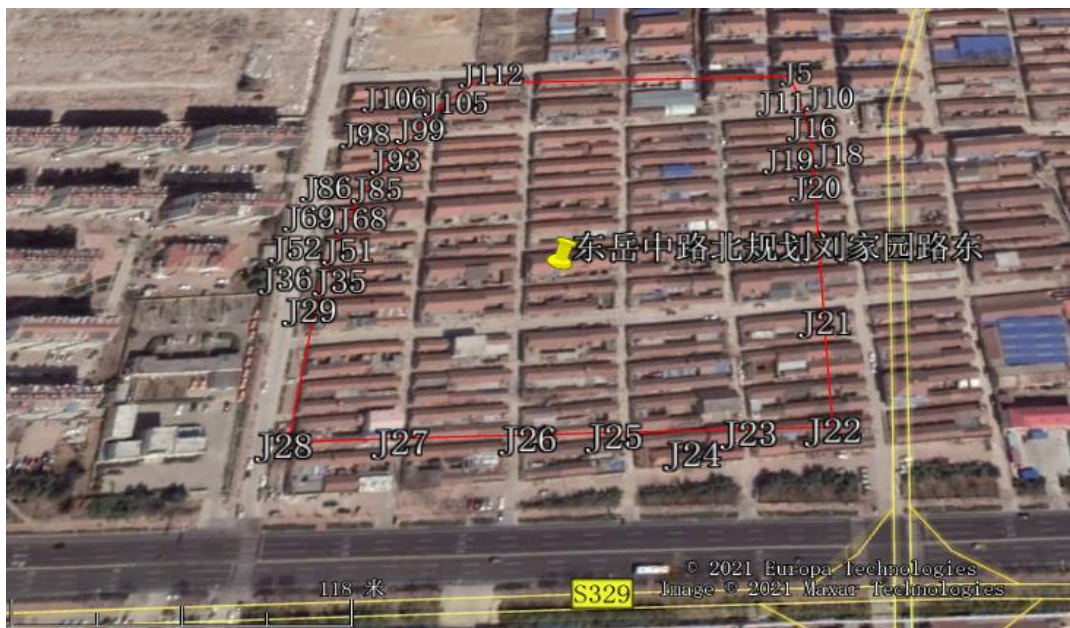 J112
J5
J106
J105
J11
J10
J98
J99
J16
J93
J19
J18
J86
J85
J20
J69
J68
J52
J51
东岳中路北规划刘家园路东
J36
J35
J29
J21
J28
J27
J26
J25
J24
J23
J22
© 2021 Europa Technologies
118 米
S329
Image © 2021 Maxar Technologies